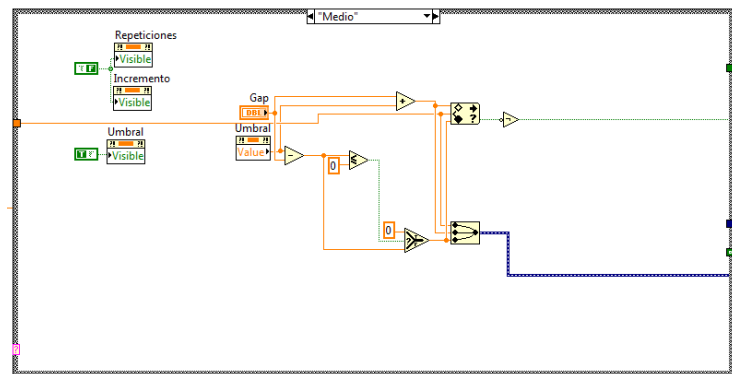 "Medio"
Repeticiones
Visible
Incremento
Visible
Umbral
Visible
Gap
DBL
Umbral
Value
0
0